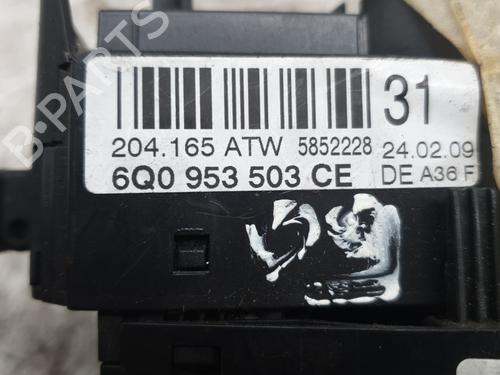 B-PARTS
31
204.165 ATW 5852228 24.02.09
6Q0 953 503 CE DE A36 F